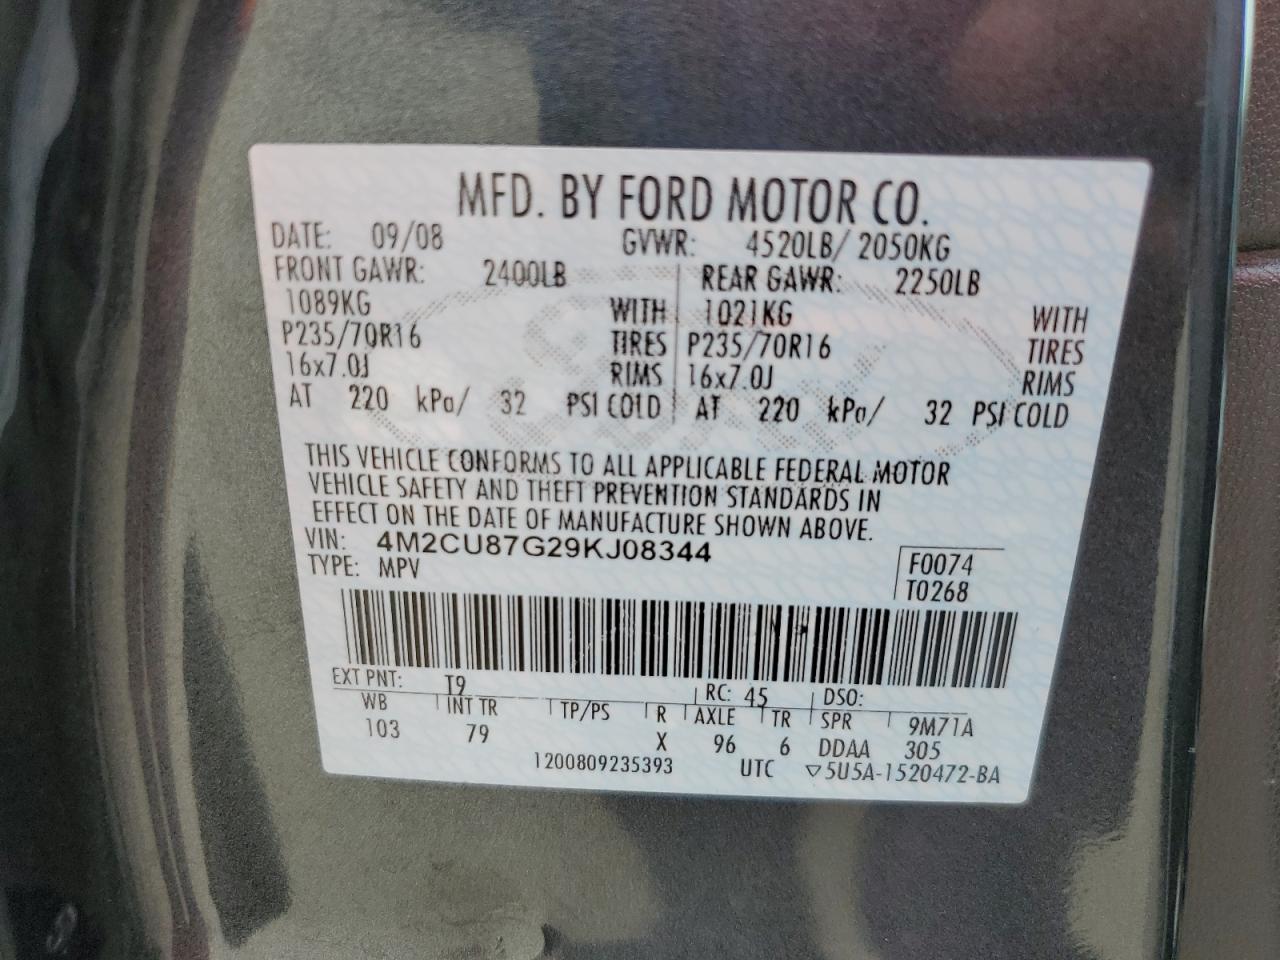 MFD. BY FORD MOTOR CO.
DATE: 09/08 GVWR: 4520LB/ 2050KG
FRONT GAWR: 2400LB REAR GAWR: 2250LB
1089KG WITH 1021KG WITH
P235/70R16 TIRES P235/70R16 TIRES
16x7.0J RIMS 16x7.0J RIMS
AT 220 kPa/ 32 PSI COLD AT 220 kPa/ 32 PSI COLD
THIS VEHICLE CONFORMS TO ALL APPLICABLE FEDERAL MOTOR
VEHICLE SAFETY AND THEFT PREVENTION STANDARDS IN
EFFECT ON THE DATE OF MANUFACTURE SHOWN ABOVE.
VIN: 4M2CU87G29KJ08344 F0074
TYPE: MPV T0268
EXT PNT: T9 RC: 45 DSO:
WB INT TR TP/PS R AXLE TR SPR 9M71A
103 79 X 96 6 DDAA 305
1200809235393 UTC ▽5U5A-1520472-BA